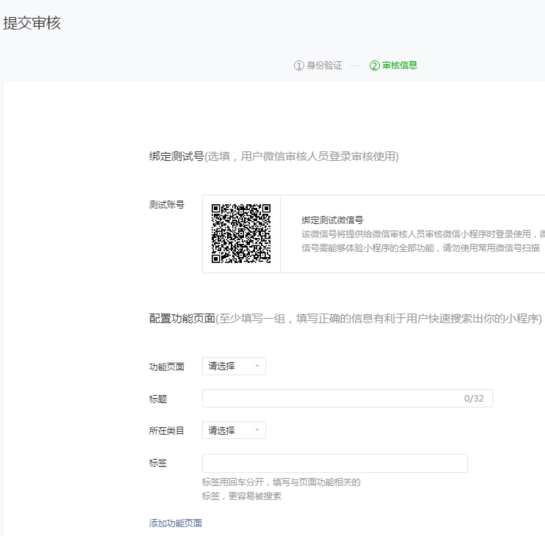 提交审核
① 身份验证 — ② 审核信息
绑定测试号(选填，用户微信审核人员登录审核使用)
测试账号
绑定测试微信号
该微信号将提供给微信审核人员审核微信小程序时登录使用，
信号需能够体验小程序的全部功能，请勿使用常用微信号扫描
配置功能页面(至少填写一组，填写正确的信息有利于用户快速搜索出你的小程序)
功能页面 请选择
标题 0/32
所在类目 请选择
标签
标签用回车分开，填写与页面功能相关的
标签，更容易被搜索
添加功能页面